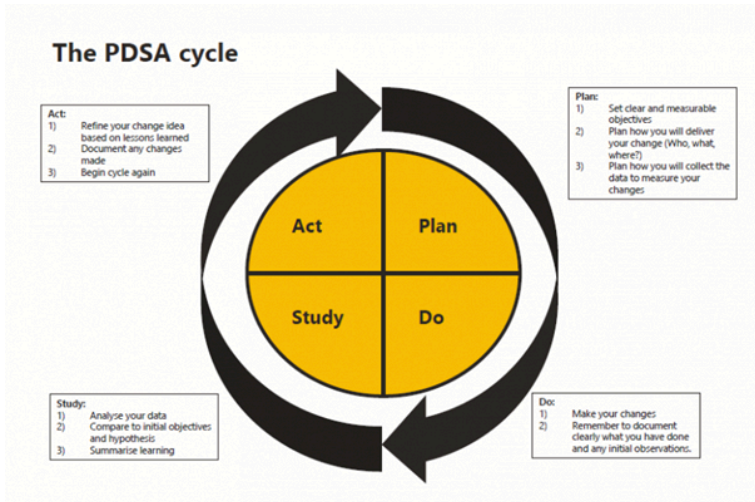 The PDSA cycle
Act:
1) Refine your change idea
based on lessons learned
2) Document any changes
made
3) Begin cycle again
Plan:
1) Set clear and measurable
objectives
2) Plan how you will deliver
your change (Who, what,
where?)
3) Plan how you will collect the
data to measure your
changes
Act
Plan
Study
Do
Study:
1) Analyse your data
2) Compare to initial objectives
and hypothesis
3) Summarise learning
Do:
1) Make your changes
2) Remember to document
clearly what you have done
and any initial observations.